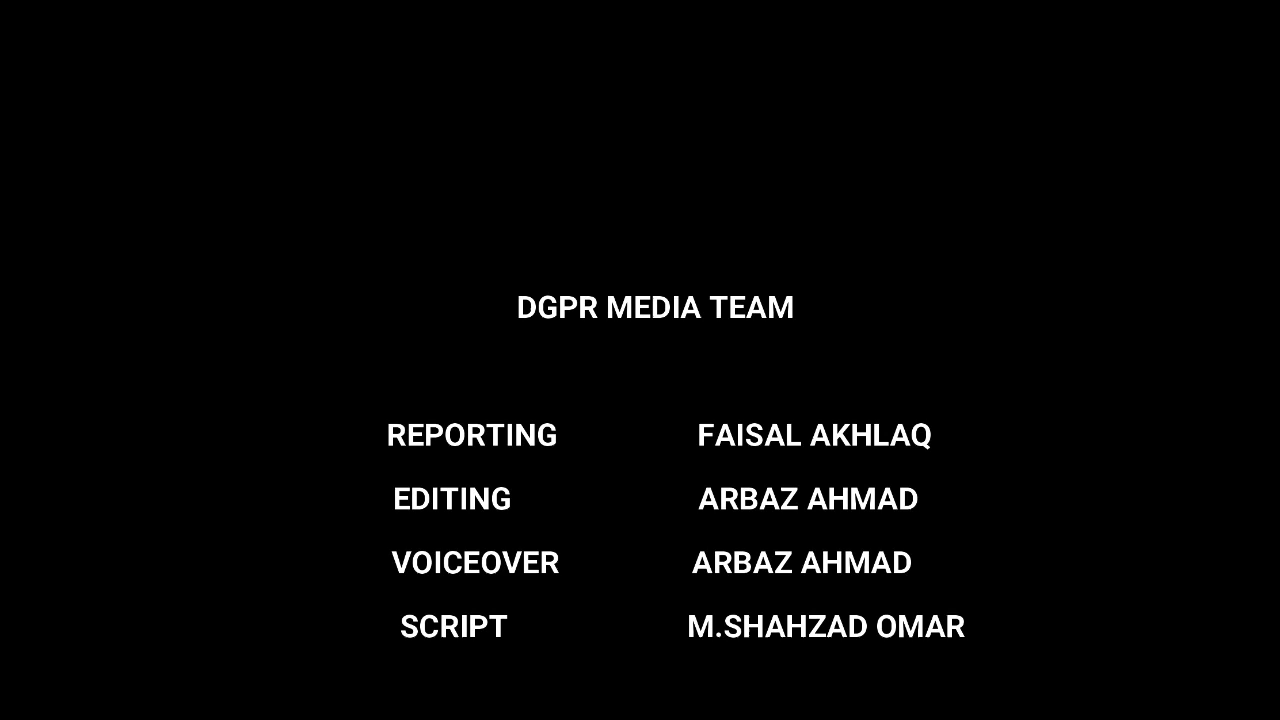 DGPR MEDIA TEAM
REPORTING FAISAL AKHLAQ
EDITING ARBAZ AHMAD
VOICEOVER ARBAZ AHMAD
SCRIPT M.SHAHZAD OMAR